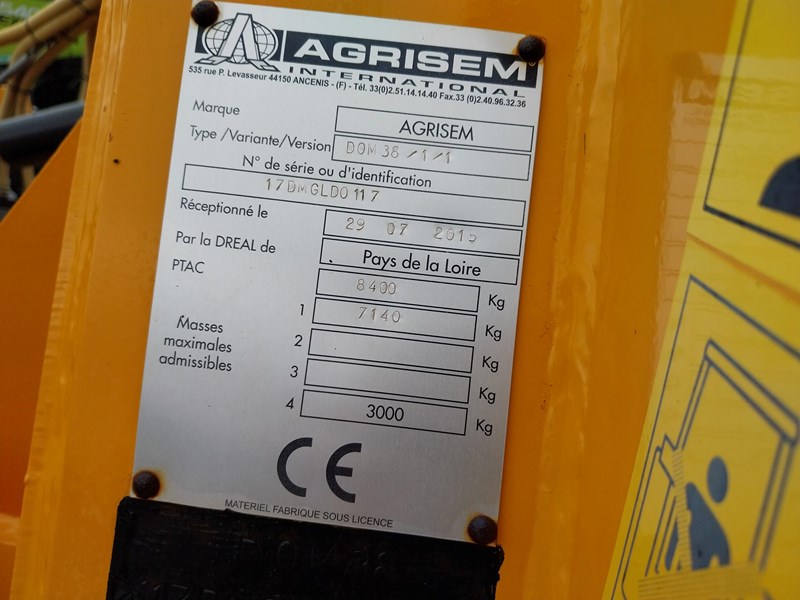 AGRISEM
INTERNATIONAL
535 rue P. Levasseur 44150 ANCENIS - (F) - Tél. 33(0)2.51.14.14.40 Fax.33 (0)2.40.96.32.36
Marque AGRISEM
Type /Variante/Version DOM38/1/1
N° de série ou d'identification
17DMGLD0117
Réceptionné le 29 07 2015
Par la DREAL de Pays de la Loire
PTAC 8400 Kg
1 7140 Kg
Masses maximales admissibles
2 Kg
3 Kg
4 3000 Kg
CE
MATERIEL FABRIQUE SOUS LICENCE